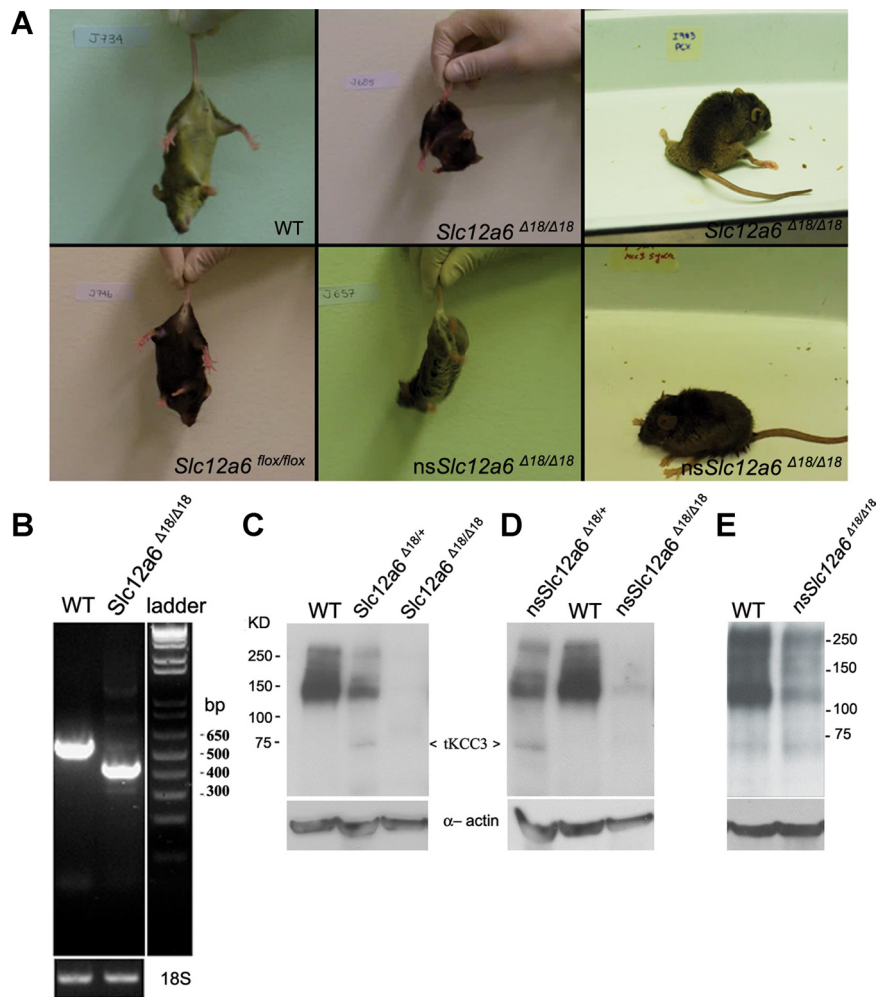 A
J734
WT
J685
Slc12a6 Δ18/Δ18
I903
PCX
Slc12a6 Δ18/Δ18
J746
Slc12a6 flox/flox
J657
nsSlc12a6 Δ18/Δ18
nsSlc12a6 Δ18/Δ18
B
WT
Slc12a6 Δ18/Δ18
ladder
bp
- 650
- 500
- 400
- 300
18S
C
KD
WT
Slc12a6 Δ18/+
Slc12a6 Δ18/Δ18
250 -
150 -
100 -
75 -
< tKCC3 >
α– actin
D
nsSlc12a6 Δ18/+
WT
nsSlc12a6 Δ18/Δ18
E
WT
nsSlc12a6 Δ18/Δ18
- 250
- 150
- 100
- 75